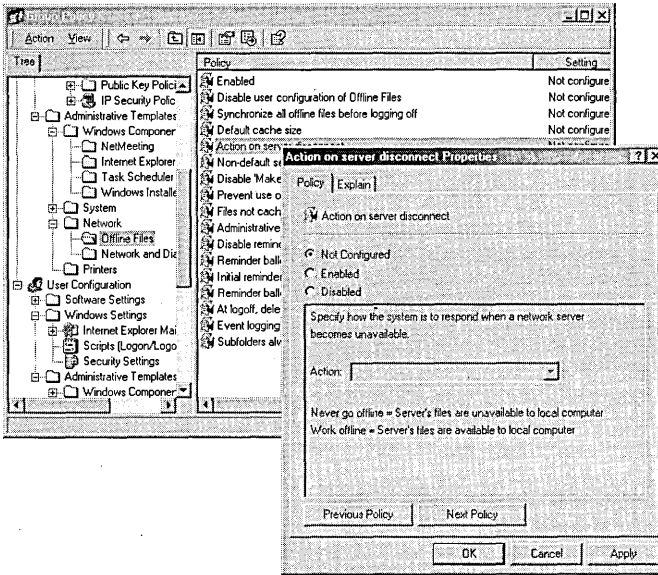 Group Policy
Action View
Tree
Public Key Polici
IP Security Polic
Administrative Templates
Windows Componer
NetMeeting
Internet Explorer
Task Scheduler
Windows Installe
System
Network
Offline Files
Network and Dia
Printers
User Configuration
Software Settings
Windows Settings
Internet Explorer Mai
Scripts (Logon/Logo
Security Settings
Administrative Templates
Windows Componer
Policy Setting
Enabled Not configure
Disable user configuration of Offline Files Not configure
Synchronize all offline files before logging off Not configure
Default cache size Not configure
Action on server disconnect Not configure
Non-default se
Disable 'Make
Prevent use o
Files not cach
Administrative
Disable remine
Reminder ball
Initial reminder
Reminder ball
At logoff, dele
Event logging
Subfolders alv
Action on server disconnect Properties ? X
Policy Explain
Action on server disconnect
Not Configured
Enabled
Disabled
Specify how the system is to respond when a network server
becomes unavailable.
Action:
Never go offline = Server's files are unavailable to local computer
Work offline = Server's files are available to local computer
Previous Policy Next Policy
OK Cancel Apply